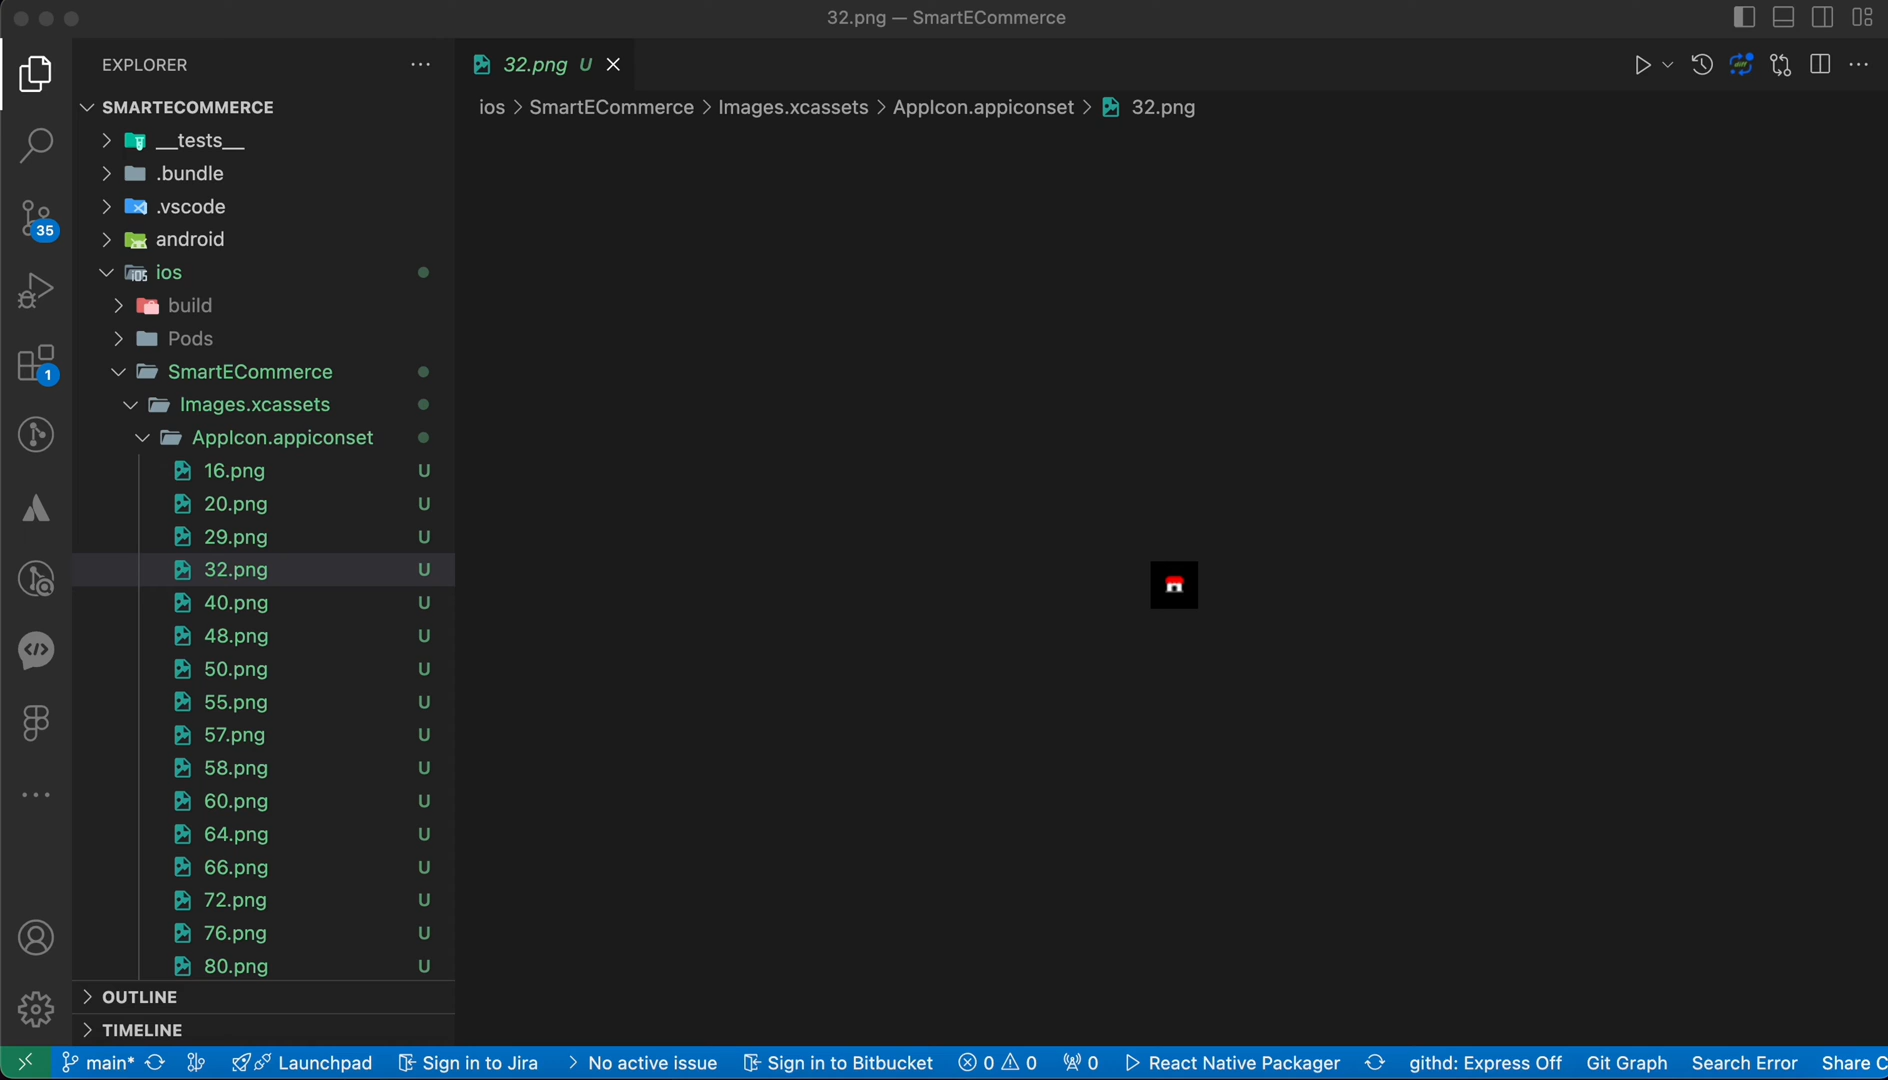 32.png — SmartECommerce
EXPLORER
32.png U
SMARTECOMMERCE
ios > SmartECommerce > Images.xcassets > AppIcon.appiconset > 32.png
__tests__
.bundle
.vscode
android
ios
build
Pods
SmartECommerce
Images.xcassets
AppIcon.appiconset
16.png U
20.png U
29.png U
32.png U
40.png U
48.png U
50.png U
55.png U
57.png U
58.png U
60.png U
64.png U
66.png U
72.png U
76.png U
80.png U
35
1
OUTLINE
TIMELINE
main* Launchpad Sign in to Jira No active issue Sign in to Bitbucket 0 0 0 React Native Packager githd: Express Off Git Graph Search Error Share C